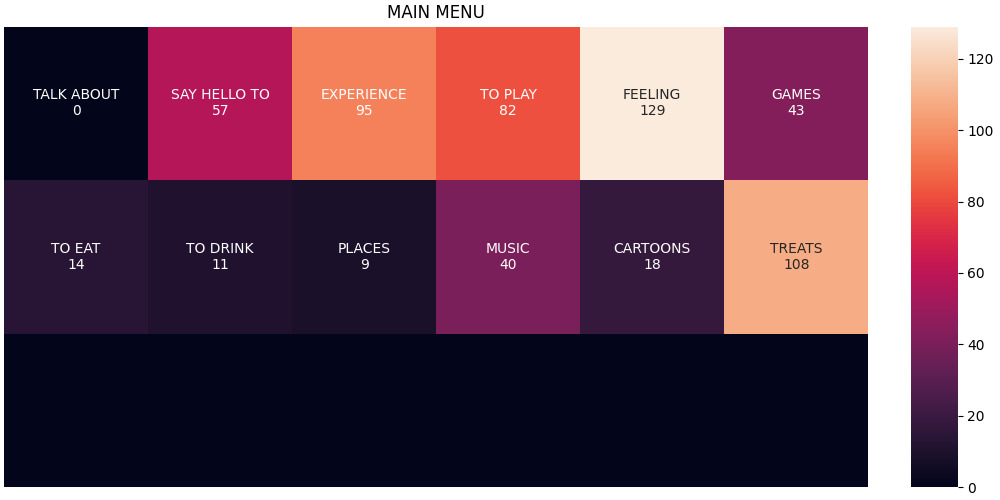 MAIN MENU
TALK ABOUT
0
SAY HELLO TO
57
EXPERIENCE
95
TO PLAY
82
FEELING
129
GAMES
43
TO EAT
14
TO DRINK
11
PLACES
9
MUSIC
40
CARTOONS
18
TREATS
108
120
100
80
60
40
20
0